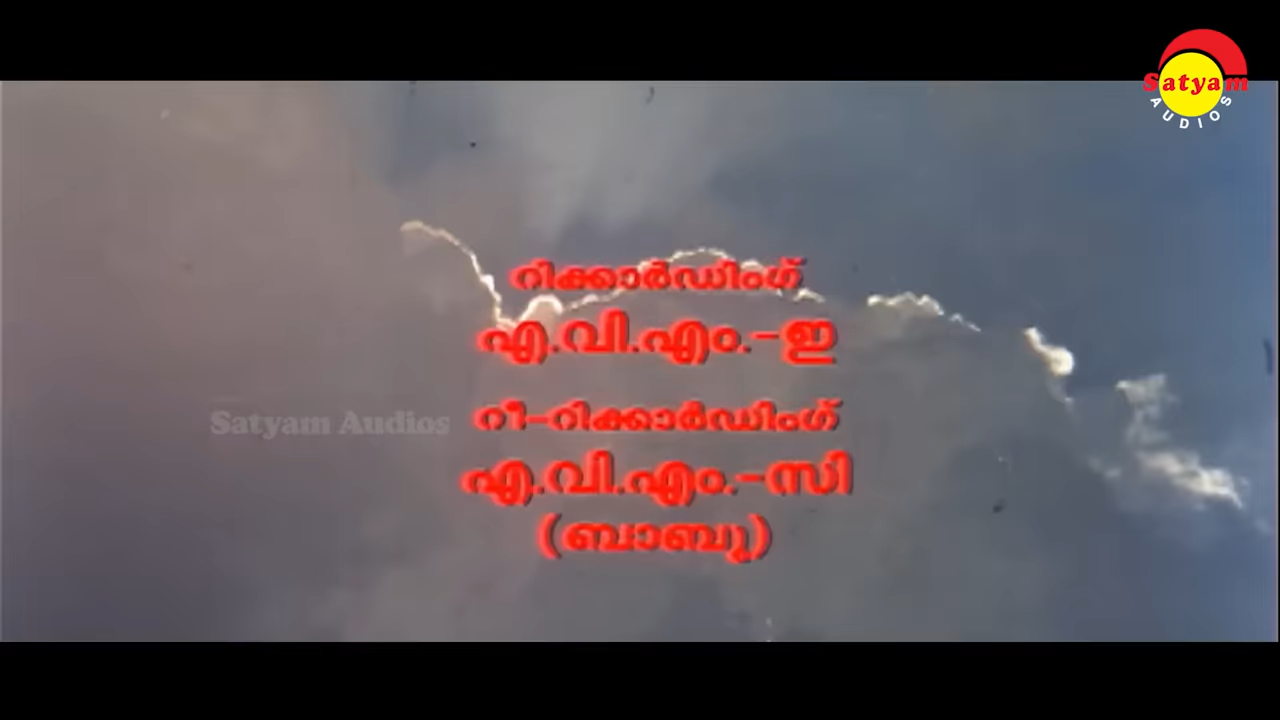 Satyam
AUDIOS
റിക്കാർഡിംഗ്
എ.വി.എം.-ഇ
റീ-റിക്കാർഡിംഗ്
Satyam Audios
എ.വി.എം.-സി
(ബാബു)